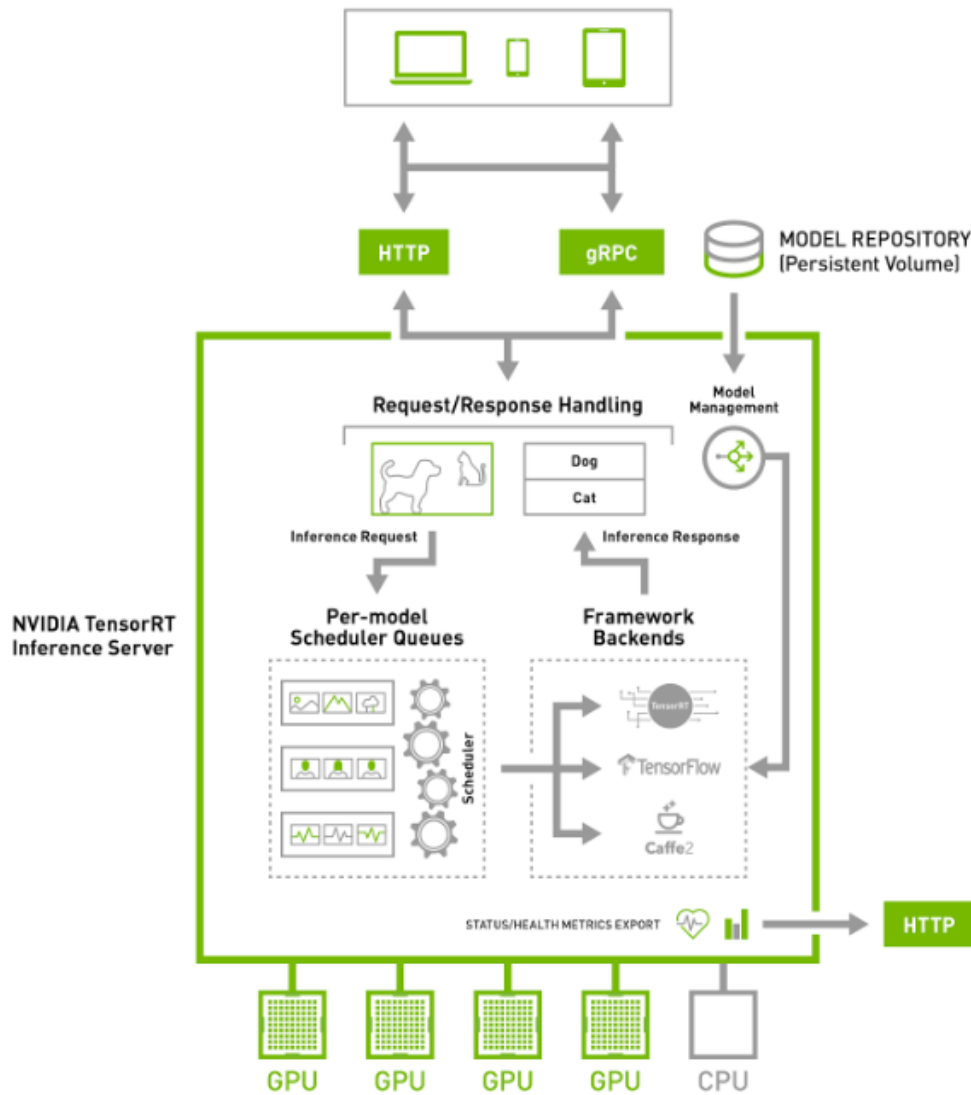 HTTP
gRPC
MODEL REPOSITORY
(Persistent Volume)
Model
Management
Request/Response Handling
Dog
Cat
Inference Request
Inference Response
NVIDIA TensorRT
Inference Server
Per-model
Scheduler Queues
Framework
Backends
Scheduler
TensorRT
TensorFlow
Caffe2
STATUS/HEALTH METRICS EXPORT
HTTP
GPU
GPU
GPU
GPU
CPU